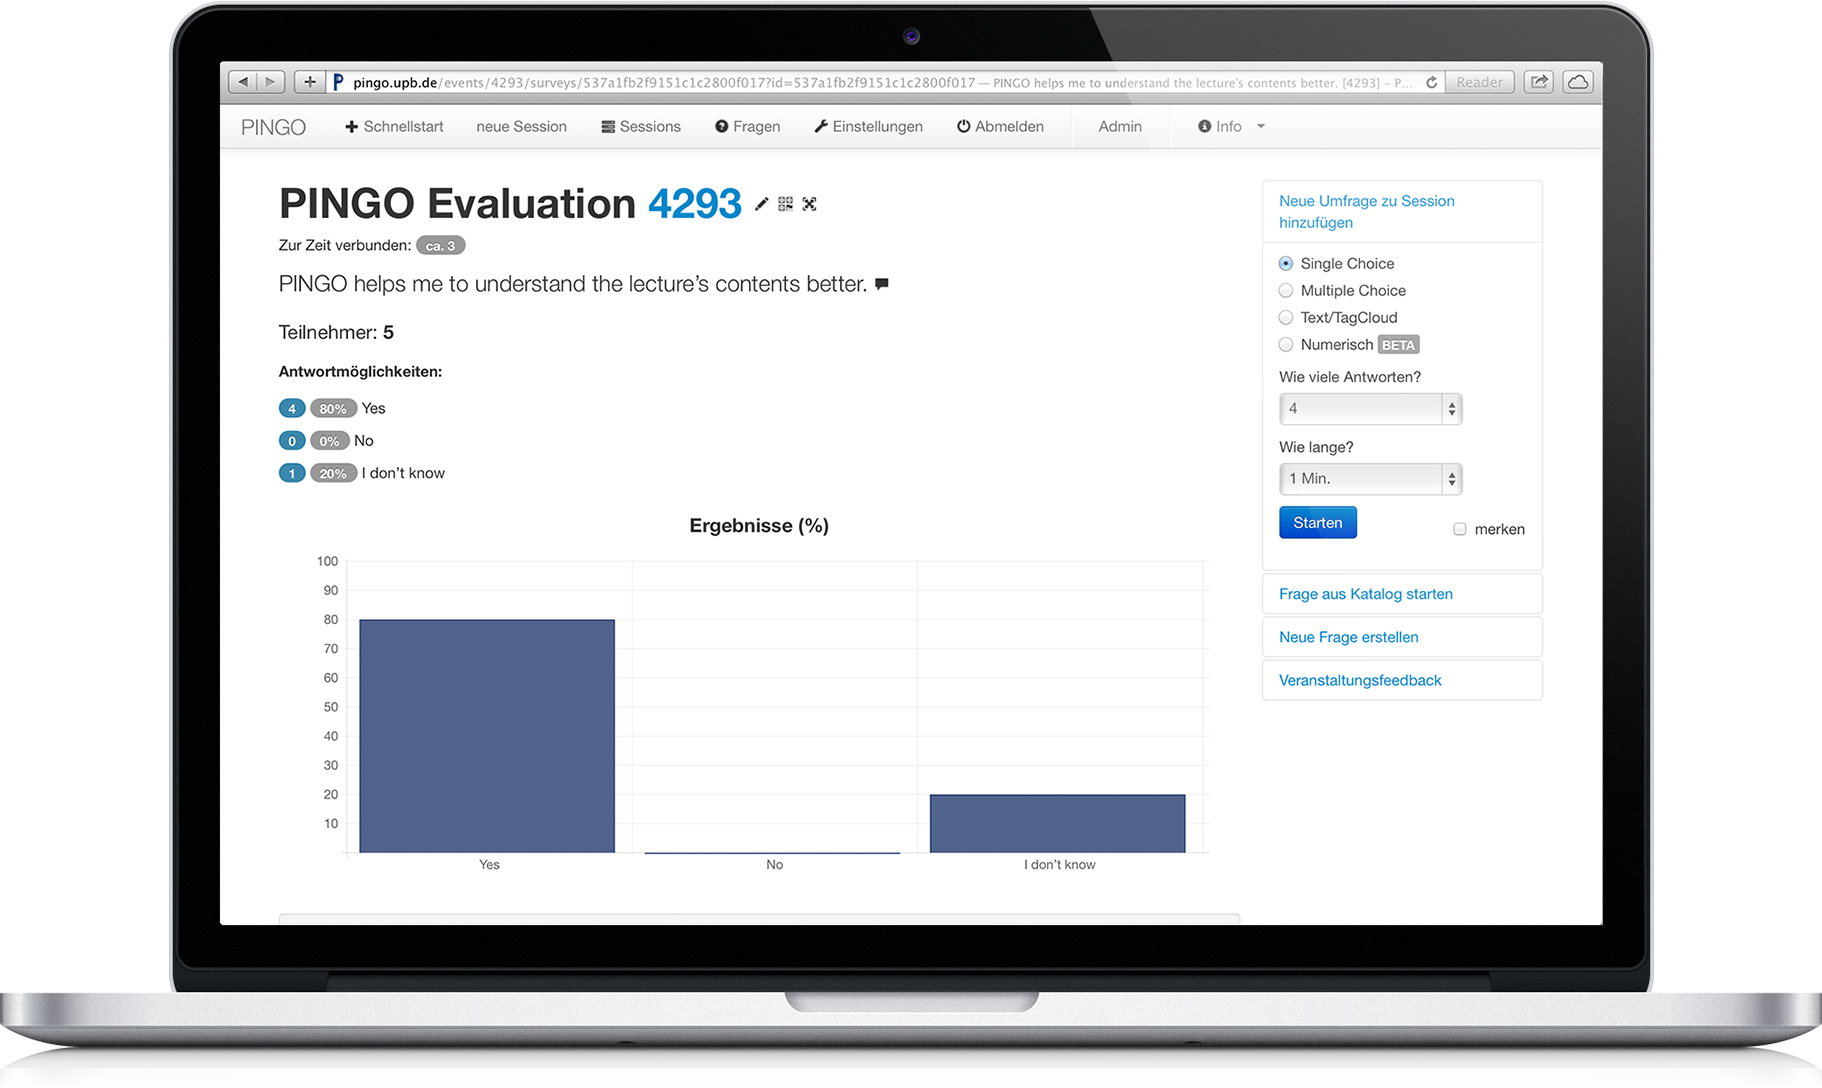 pingo.upb.de/events/4293/surveys/537a1fb2f9151c1c2800f017?id=537a1fb2f9151c1c2800f017 — PINGO helps me to understand the lecture's contents better. [4293] – P... Reader
PINGO Schnellstart neue Session Sessions Fragen Einstellungen Abmelden Admin Info
PINGO Evaluation 4293
Zur Zeit verbunden: ca. 3
PINGO helps me to understand the lecture's contents better.
Teilnehmer: 5
Antwortmöglichkeiten:
4 80% Yes
0 0% No
1 20% I don't know
Ergebnisse (%)
100
90
80
70
60
50
40
30
20
10
Yes No I don't know
Neue Umfrage zu Session
hinzufügen
Single Choice
Multiple Choice
Text/TagCloud
Numerisch BETA
Wie viele Antworten?
4
Wie lange?
1 Min.
Starten merken
Frage aus Katalog starten
Neue Frage erstellen
Veranstaltungsfeedback